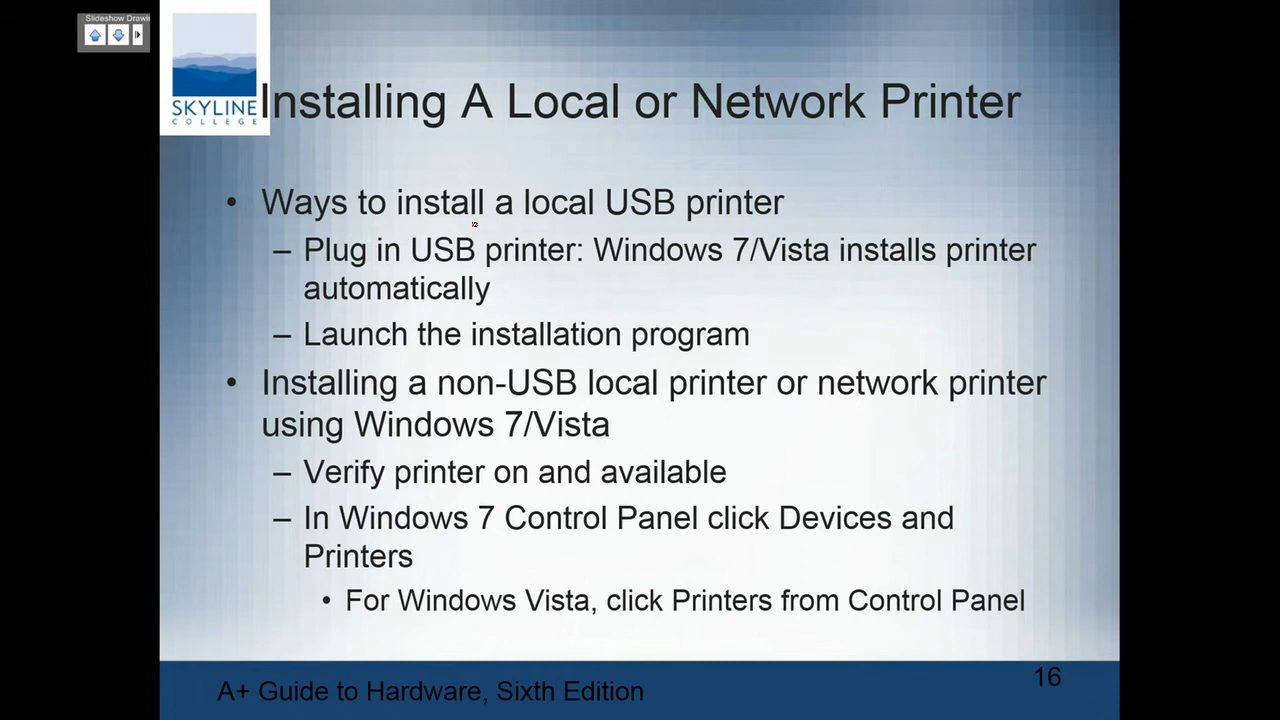 Slideshow Drawin
SKYLINE
COLLEGE
Installing A Local or Network Printer
• Ways to install a local USB printer
– Plug in USB printer: Windows 7/Vista installs printer
automatically
– Launch the installation program
• Installing a non-USB local printer or network printer
using Windows 7/Vista
– Verify printer on and available
– In Windows 7 Control Panel click Devices and
Printers
• For Windows Vista, click Printers from Control Panel
A+ Guide to Hardware, Sixth Edition
16